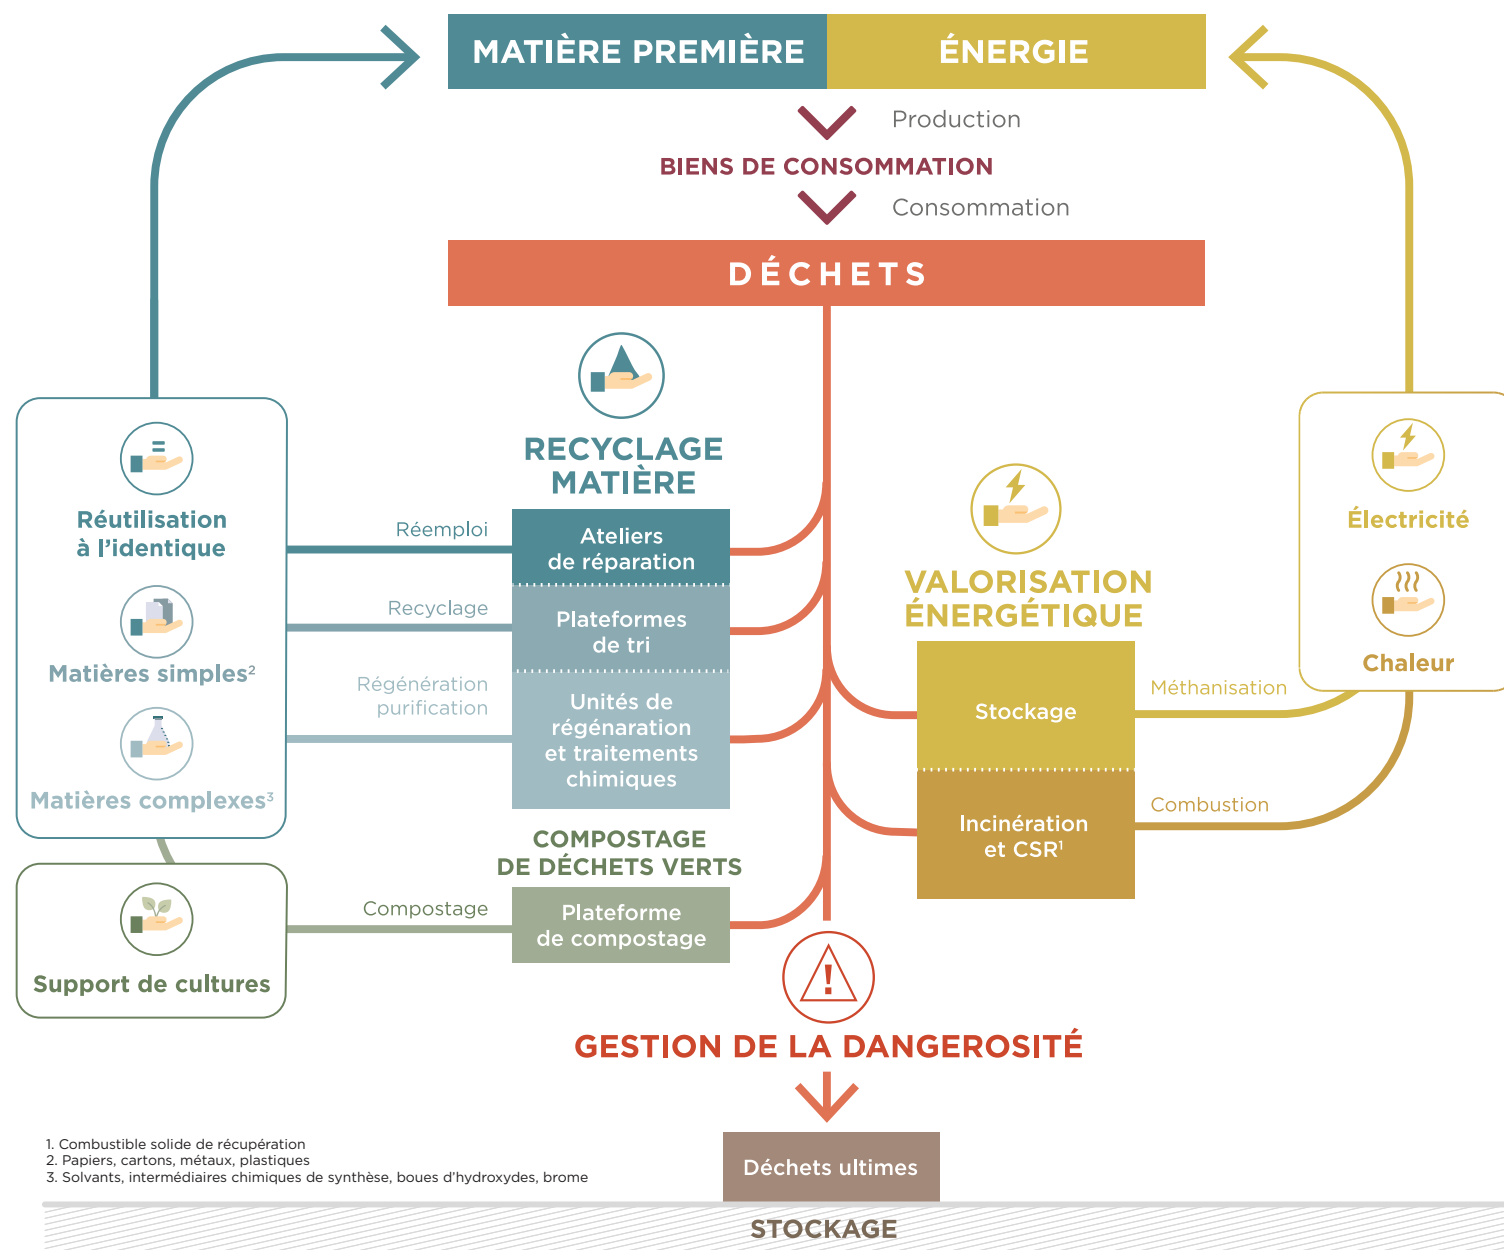 MATIÈRE PREMIÈRE
ÉNERGIE
Production
BIENS DE CONSOMMATION
Consommation
DÉCHETS
RECYCLAGE
MATIÈRE
Réutilisation
à l’identique
Réemploi
Ateliers
de réparation
Matières simples²
Recyclage
Plateformes
de tri
Matières complexes³
Régénération
purification
Unités de
régénaration
et traitements
chimiques
COMPOSTAGE
DE DÉCHETS VERTS
Support de cultures
Compostage
Plateforme
de compostage
VALORISATION
ÉNERGÉTIQUE
Stockage
Méthanisation
Incinération
et CSR¹
Combustion
Électricité
Chaleur
!
GESTION DE LA DANGEROSITÉ
Déchets ultimes
STOCKAGE
1. Combustible solide de récupération
2. Papiers, cartons, métaux, plastiques
3. Solvants, intermédiaires chimiques de synthèse, boues d’hydroxydes, brome